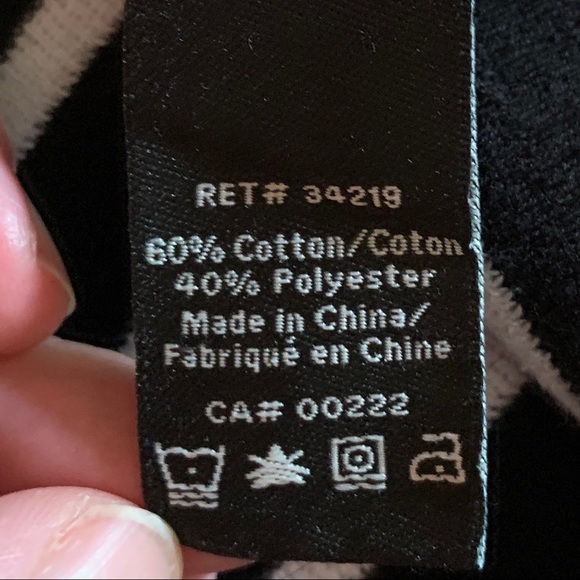 RET# 34219
60% Cotton/Coton
40% Polyester
Made in China/
Fabriqué en Chine
CA# 00222